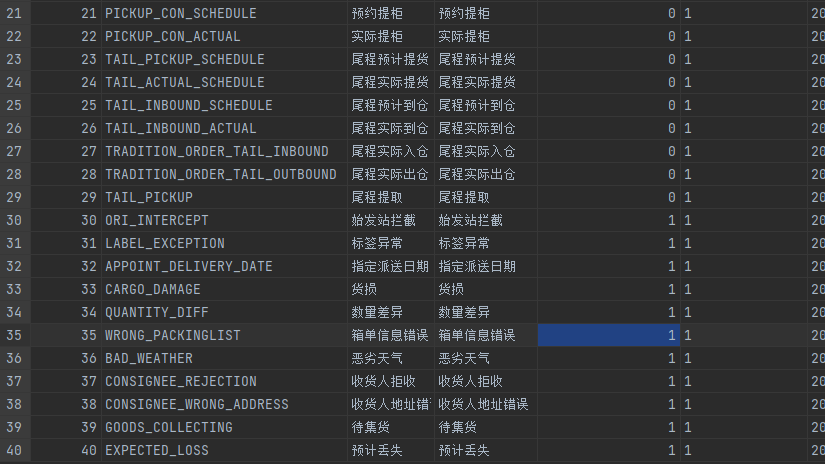 21 21 PICKUP_CON_SCHEDULE 预约提柜 预约提柜 0 1 20
22 22 PICKUP_CON_ACTUAL 实际提柜 实际提柜 0 1 20
23 23 TAIL_PICKUP_SCHEDULE 尾程预计提货 尾程预计提货 0 1 20
24 24 TAIL_ACTUAL_SCHEDULE 尾程实际提货 尾程实际提货 0 1 20
25 25 TAIL_INBOUND_SCHEDULE 尾程预计到仓 尾程预计到仓 0 1 20
26 26 TAIL_INBOUND_ACTUAL 尾程实际到仓 尾程实际到仓 0 1 20
27 27 TRADITION_ORDER_TAIL_INBOUND 尾程实际入仓 尾程实际入仓 0 1 20
28 28 TRADITION_ORDER_TAIL_OUTBOUND 尾程实际出仓 尾程实际出仓 0 1 20
29 29 TAIL_PICKUP 尾程提取 尾程提取 0 1 20
30 30 ORI_INTERCEPT 始发站拦截 始发站拦截 1 1 20
31 31 LABEL_EXCEPTION 标签异常 标签异常 1 1 20
32 32 APPOINT_DELIVERY_DATE 指定派送日期 指定派送日期 1 1 20
33 33 CARGO_DAMAGE 货损 货损 1 1 20
34 34 QUANTITY_DIFF 数量差异 数量差异 1 1 20
35 35 WRONG_PACKINGLIST 箱单信息错误 箱单信息错误 1 1 20
36 36 BAD_WEATHER 恶劣天气 恶劣天气 1 1 20
37 37 CONSIGNEE_REJECTION 收货人拒收 收货人拒收 1 1 20
38 38 CONSIGNEE_WRONG_ADDRESS 收货人地址错 收货人地址错误 1 1 20
39 39 GOODS_COLLECTING 待集货 待集货 1 1 20
40 40 EXPECTED_LOSS 预计丢失 预计丢失 1 1 20